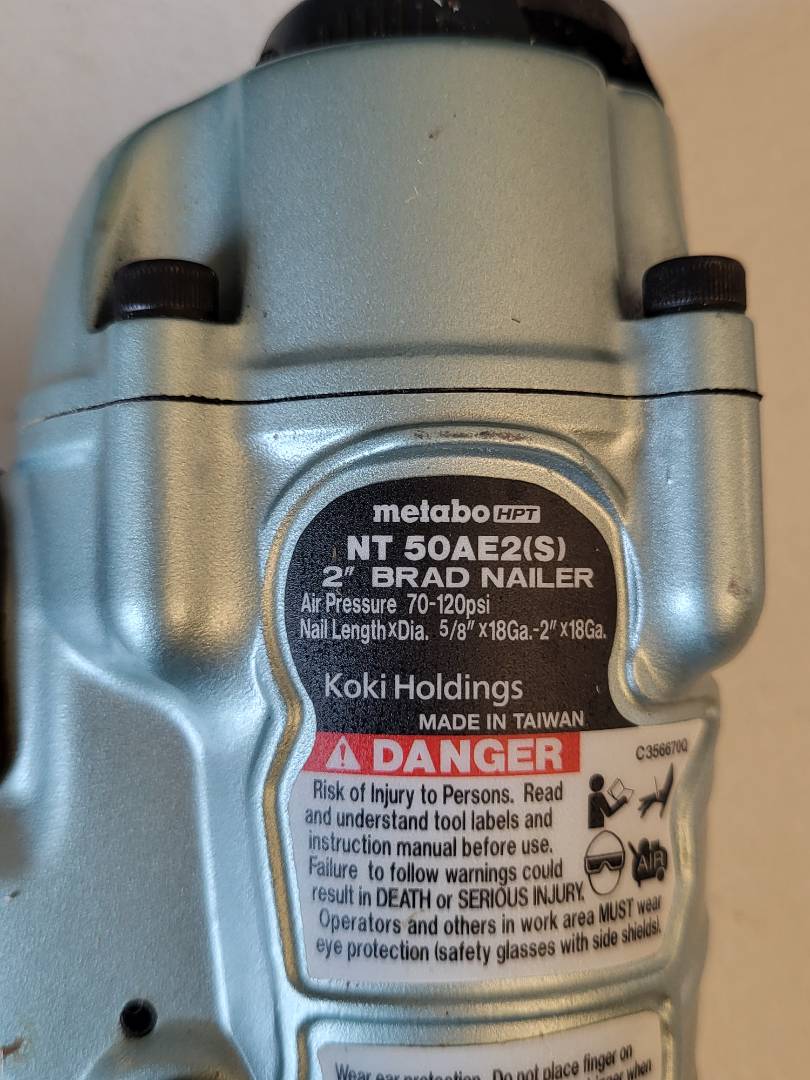 metabo HPT
NT 50AE2(S)
2" BRAD NAILER
Air Pressure 70-120psi
Nail Length×Dia. 5/8"×18Ga.-2"×18Ga.
Koki Holdings
MADE IN TAIWAN
DANGER
C356670Q
Risk of Injury to Persons. Read
and understand tool labels and
instruction manual before use.
Failure to follow warnings could
result in DEATH or SERIOUS INJURY.
Operators and others in work area MUST wear
eye protection (safety glasses with side shields).
AIR
Wear ear protection. Do not place finger on
when